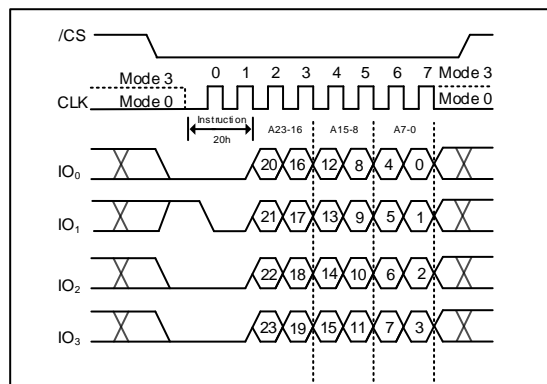 /CS
Mode 3 0 1 2 3 4 5 6 7 Mode 3
CLK Mode 0 Mode 0
Instruction A23-16 A15-8 A7-0
20h
IO0 20 16 12 8 4 0
IO1 21 17 13 9 5 1
IO2 22 18 14 10 6 2
IO3 23 19 15 11 7 3